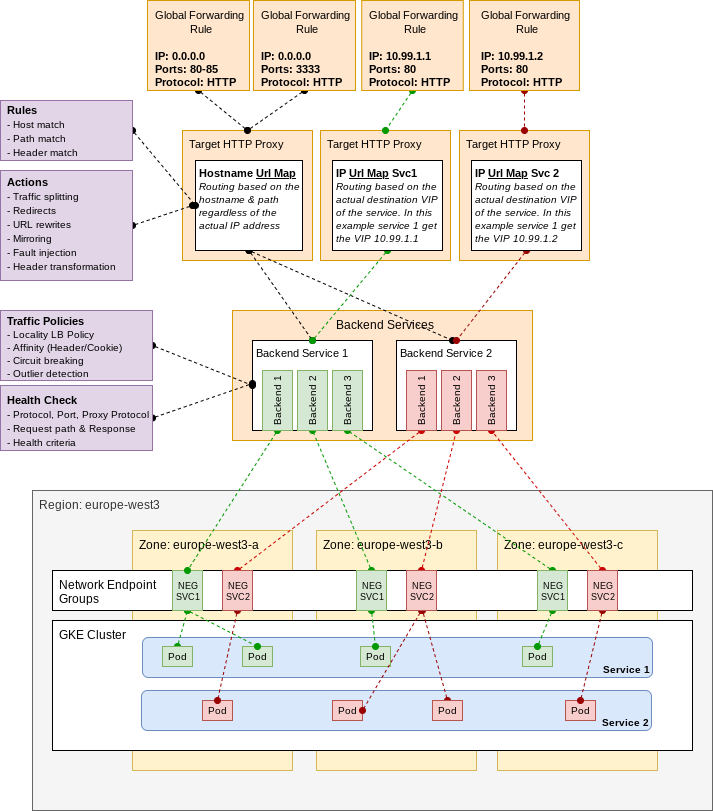 Global Forwarding
Rule
IP: 0.0.0.0
Ports: 80-85
Protocol: HTTP
Global Forwarding
Rule
IP: 0.0.0.0
Ports: 3333
Protocol: HTTP
Global Forwarding
Rule
IP: 10.99.1.1
Ports: 80
Protocol: HTTP
Global Forwarding
Rule
IP: 10.99.1.2
Ports: 80
Protocol: HTTP
Rules
- Host match
- Path match
- Header match
Actions
- Traffic splitting
- Redirects
- URL rewrites
- Mirroring
- Fault injection
- Header transformation
Target HTTP Proxy
Hostname Url Map
Routing based on the
hostname & path
regardless of the
actual IP address
Target HTTP Proxy
IP Url Map Svc1
Routing based on the
actual destination VIP
of the service. In this
example service 1 get
the VIP 10.99.1.1
Target HTTP Proxy
IP Url Map Svc 2
Routing based on the
actual destination VIP
of the service. In this
example service 1 get
the VIP 10.99.1.2
Traffic Policies
- Locality LB Policy
- Affinity (Header/Cookie)
- Circuit breaking
- Outlier detection
Health Check
- Protocol, Port, Proxy Protocol
- Request path & Response
- Health criteria
Backend Services
Backend Service 1
Backend 1
Backend 2
Backend 3
Backend Service 2
Backend 1
Backend 2
Backend 3
Region: europe-west3
Zone: europe-west3-a
Zone: europe-west3-b
Zone: europe-west3-c
Network Endpoint
Groups
NEG
SVC1
NEG
SVC2
NEG
SVC1
NEG
SVC2
NEG
SVC1
NEG
SVC2
GKE Cluster
Pod
Pod
Pod
Pod
Service 1
Pod
Pod
Pod
Pod
Service 2